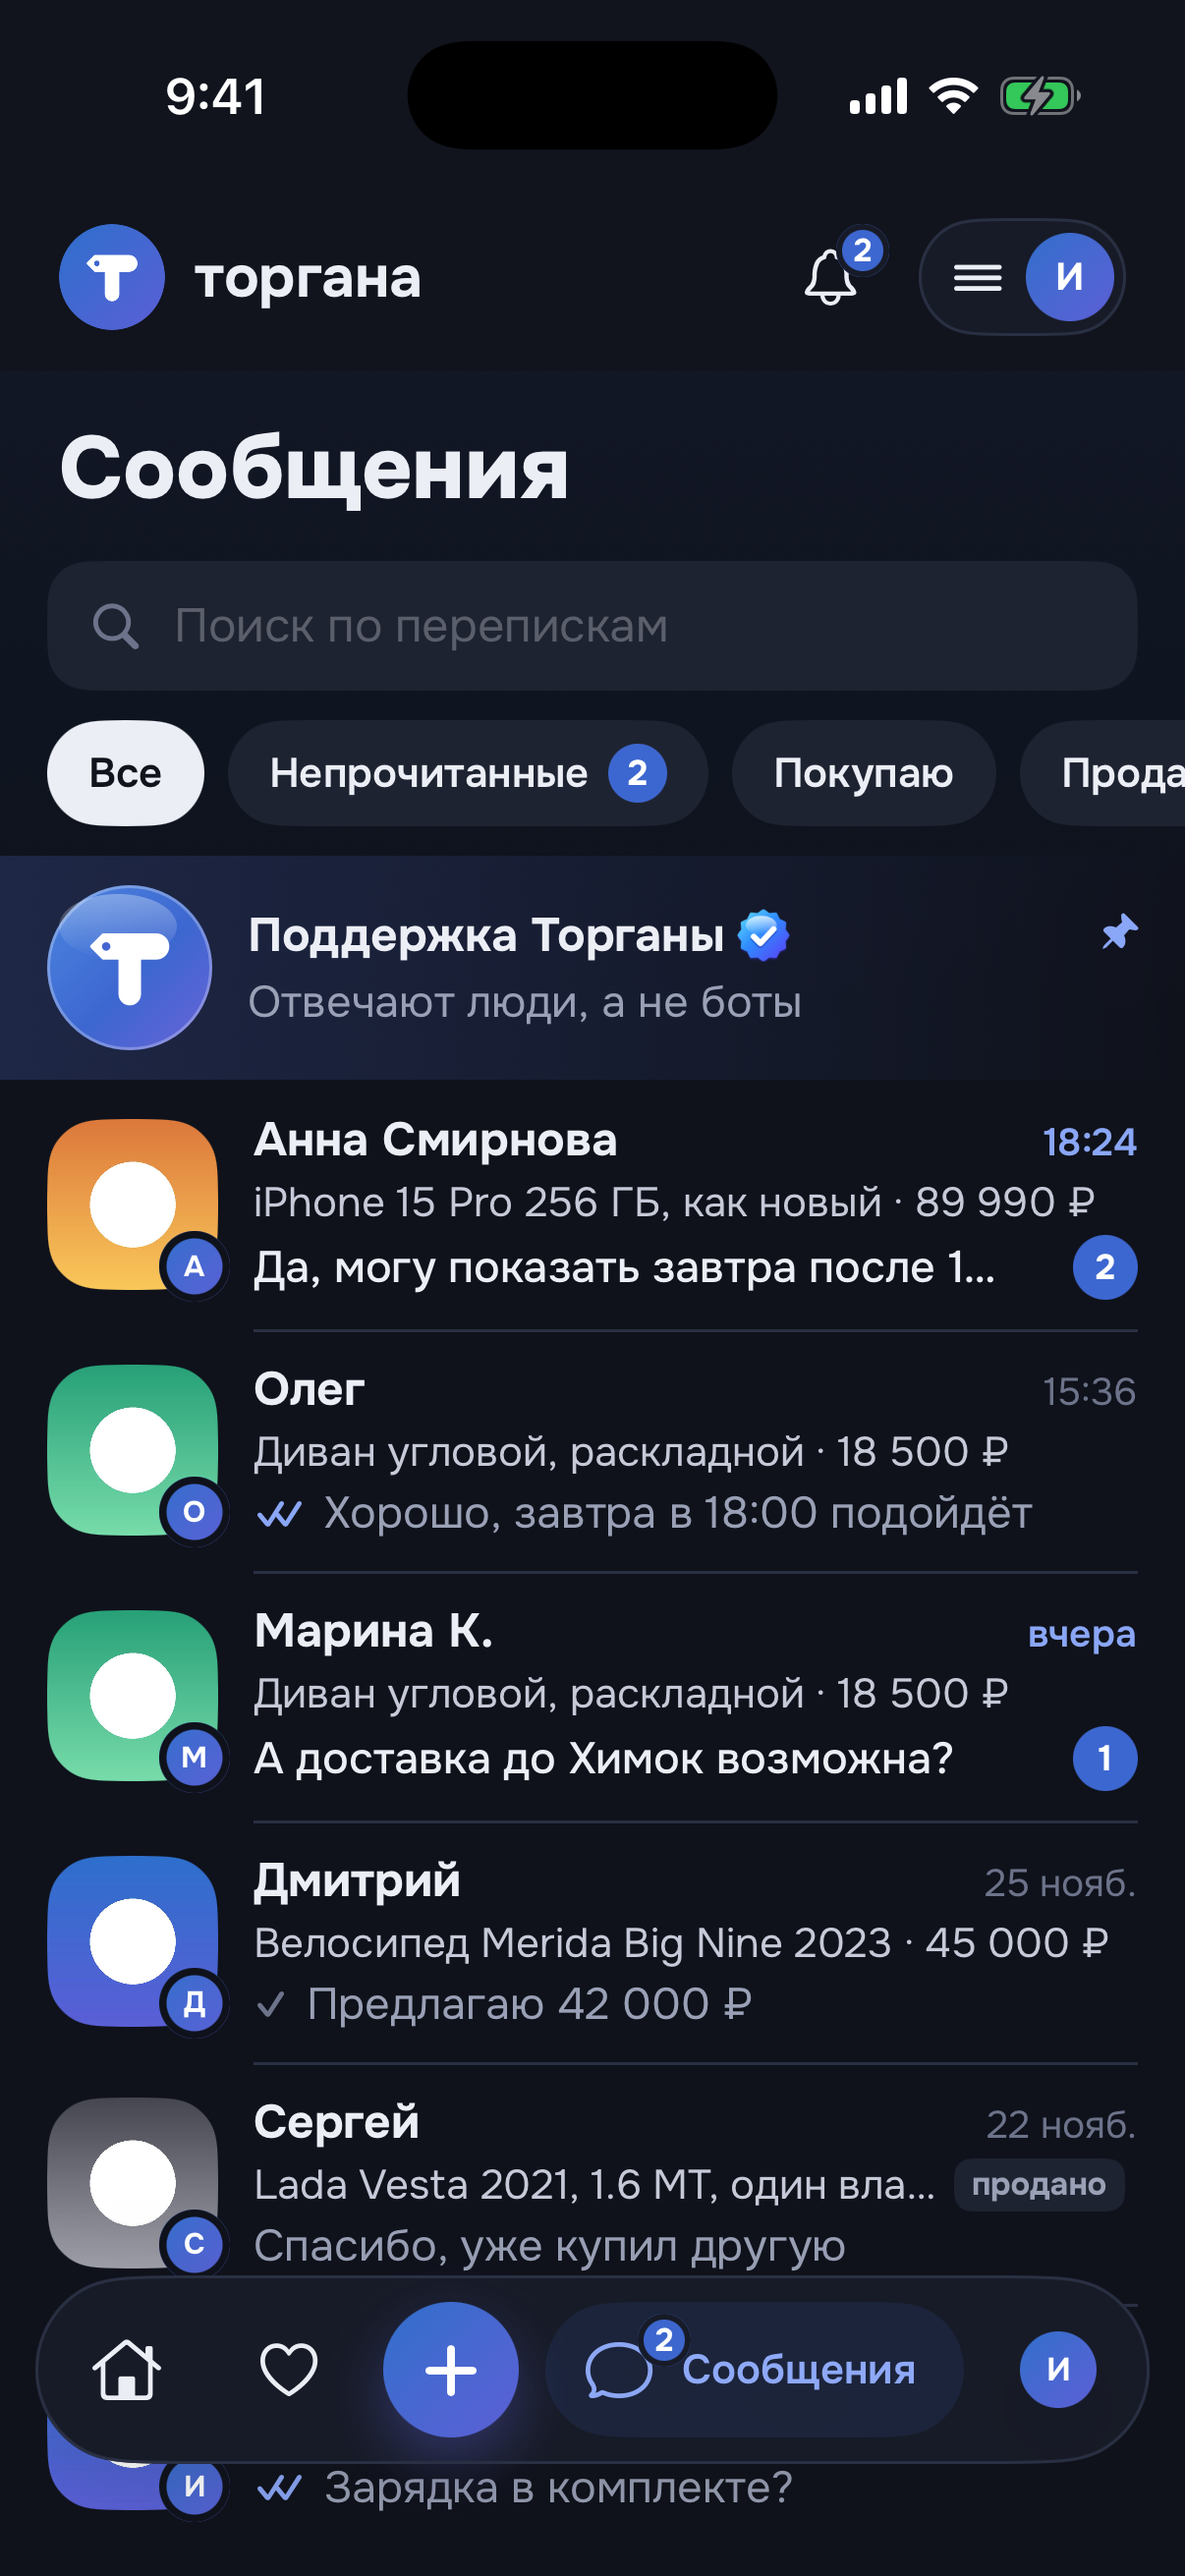 9:41
торгана
2
И
Сообщения
Поиск по перепискам
Все
Непрочитанные 2
Покупаю
Прода
Поддержка Торганы
Отвечают люди, а не боты
Анна Смирнова
18:24
iPhone 15 Pro 256 ГБ, как новый · 89 990 ₽
Да, могу показать завтра после 1...
2
А
Олег
15:36
Диван угловой, раскладной · 18 500 ₽
Хорошо, завтра в 18:00 подойдёт
О
Марина К.
вчера
Диван угловой, раскладной · 18 500 ₽
А доставка до Химок возможна?
1
М
Дмитрий
25 нояб.
Велосипед Merida Big Nine 2023 · 45 000 ₽
Предлагаю 42 000 ₽
Д
Сергей
22 нояб.
Lada Vesta 2021, 1.6 МТ, один вла...
продано
Спасибо, уже купил другую
С
2
Сообщения
И
И
Зарядка в комплекте?